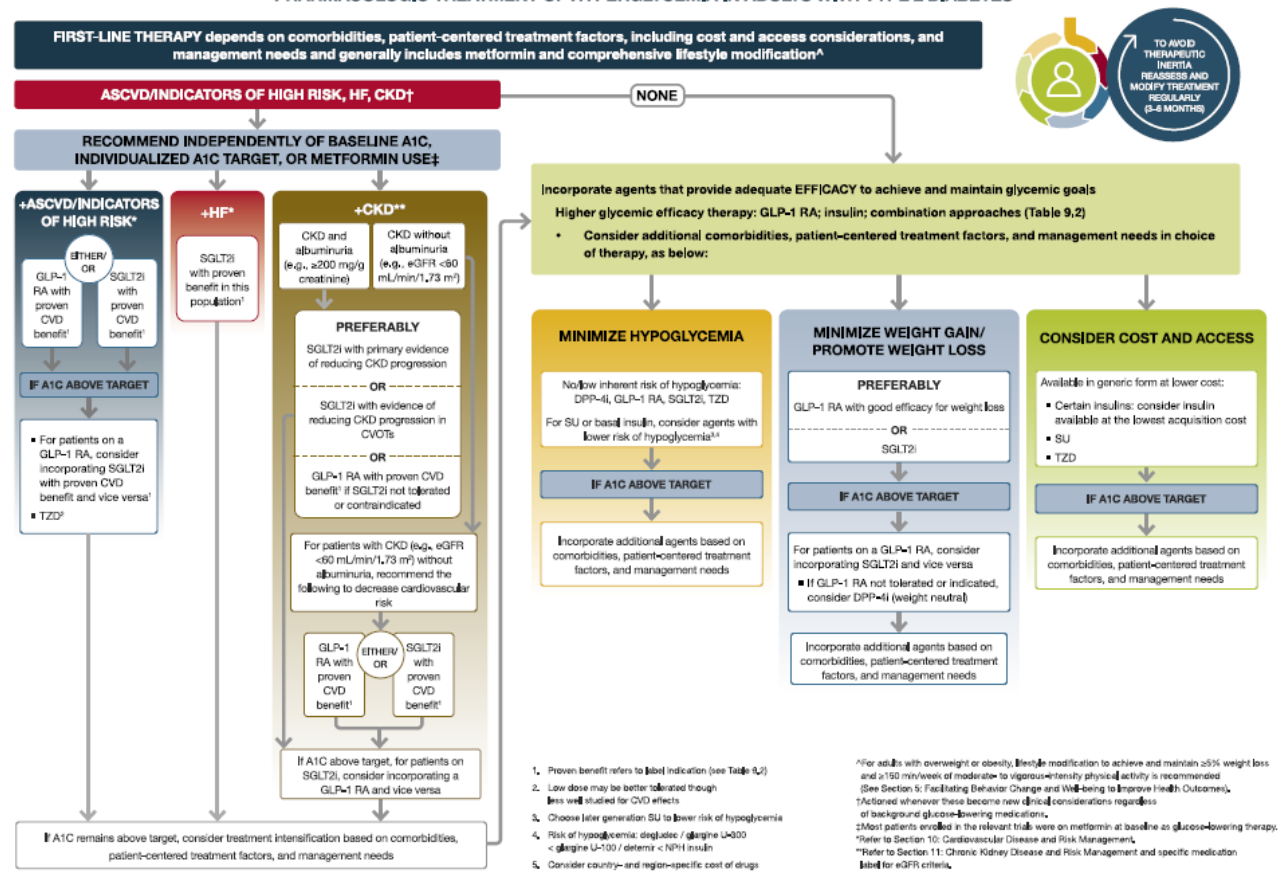 FIRST-LINE THERAPY depends on comorbidities, patient-centered treatment factors, including cost and access considerations, and
management needs and generally includes metformin and comprehensive lifestyle modification^
TO AVOID
THERAPEUTIC
INERTIA
REASSESS AND
MODIFY TREATMENT
REGULARLY
(3–6 MONTHS)
ASCVD/INDICATORS OF HIGH RISK, HF, CKD†
NONE
RECOMMEND INDEPENDENTLY OF BASELINE A1C,
INDIVIDUALIZED A1C TARGET, OR METFORMIN USE‡
+ASCVD/INDICATORS
OF HIGH RISK*
EITHER/
OR
GLP-1
RA with
proven
CVD
benefit¹
SGLT2i
with
proven
CVD
benefit¹
IF A1C ABOVE TARGET
▪ For patients on a
GLP-1 RA, consider
incorporating SGLT2i
with proven CVD
benefit and vice versa¹
▪ TZD²
+HF*
SGLT2i
with proven
benefit in this
population¹
+CKD**
CKD and
albuminuria
(e.g., ≥200 mg/g
creatinine)
CKD without
albuminuria
(e.g., eGFR <60
mL/min/1.73 m²)
PREFERABLY
SGLT2i with primary evidence
of reducing CKD progression
OR
SGLT2i with evidence of
reducing CKD progression in
CVOTs
OR
GLP-1 RA with proven CVD
benefit¹ if SGLT2i not tolerated
or contraindicated
For patients with CKD (e.g., eGFR
<60 mL/min/1.73 m²) without
albuminuria, recommend the
following to decrease cardiovascular
risk
EITHER/
OR
GLP-1
RA with
proven
CVD
benefit¹
SGLT2i
with
proven
CVD
benefit¹
If A1C above target, for patients on
SGLT2i, consider incorporating a
GLP-1 RA and vice versa
If A1C remains above target, consider treatment intensification based on comorbidities,
patient-centered treatment factors, and management needs
Incorporate agents that provide adequate EFFICACY to achieve and maintain glycemic goals
Higher glycemic efficacy therapy: GLP-1 RA; insulin; combination approaches (Table 9.2)
• Consider additional comorbidities, patient-centered treatment factors, and management needs in choice
of therapy, as below:
MINIMIZE HYPOGLYCEMIA
No/low inherent risk of hypoglycemia:
DPP-4i, GLP-1 RA, SGLT2i, TZD
For SU or basal insulin, consider agents with
lower risk of hypoglycemia³,⁴
IF A1C ABOVE TARGET
Incorporate additional agents based on
comorbidities, patient-centered treatment
factors, and management needs
MINIMIZE WEIGHT GAIN/
PROMOTE WEIGHT LOSS
PREFERABLY
GLP-1 RA with good efficacy for weight loss
OR
SGLT2i
IF A1C ABOVE TARGET
For patients on a GLP-1 RA, consider
incorporating SGLT2i and vice versa
▪ If GLP-1 RA not tolerated or indicated,
consider DPP-4i (weight neutral)
Incorporate additional agents based on
comorbidities, patient-centered treatment
factors, and management needs
CONSIDER COST AND ACCESS
Available in generic form at lower cost:
▪ Certain insulins: consider insulin
available at the lowest acquisition cost
▪ SU
▪ TZD
IF A1C ABOVE TARGET
Incorporate additional agents based on
comorbidities, patient-centered treatment
factors, and management needs
1. Proven benefit refers to label indication (see Table 9.2)
2. Low dose may be better tolerated though
less well studied for CVD effects
3. Choose later generation SU to lower risk of hypoglycemia
4. Risk of hypoglycemia: degludec / glargine U-300
< glargine U-100 / detemir < NPH insulin
5. Consider country- and region-specific cost of drugs
^For adults with overweight or obesity, lifestyle modification to achieve and maintain ≥5% weight loss
and ≥150 min/week of moderate- to vigorous-intensity physical activity is recommended
(See Section 5: Facilitating Behavior Change and Well-being to Improve Health Outcomes).
†Actioned whenever these become new clinical considerations regardless
of background glucose-lowering medications.
‡Most patients enrolled in the relevant trials were on metformin at baseline as glucose-lowering therapy.
*Refer to Section 10: Cardiovascular Disease and Risk Management.
**Refer to Section 11: Chronic Kidney Disease and Risk Management and specific medication
label for eGFR criteria.